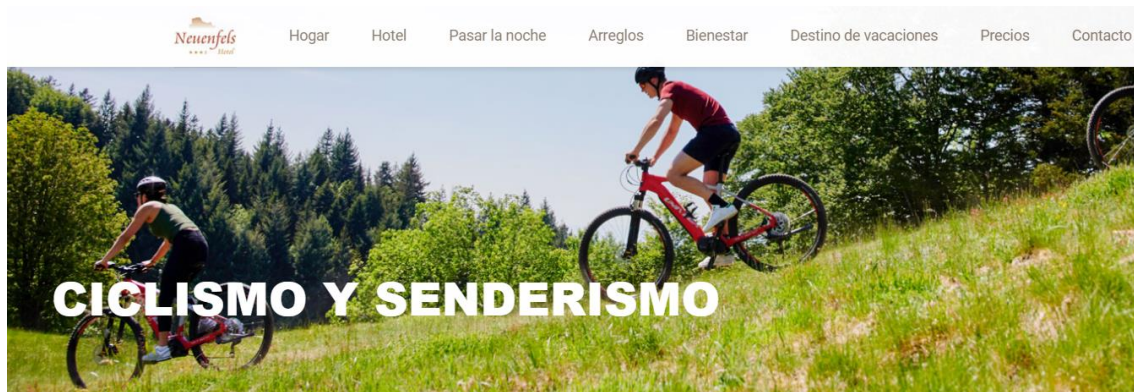 Neuenfels
Hotel
Hogar
Hotel
Pasar la noche
Arreglos
Bienestar
Destino de vacaciones
Precios
Contacto
CICLISMO Y SENDERISMO